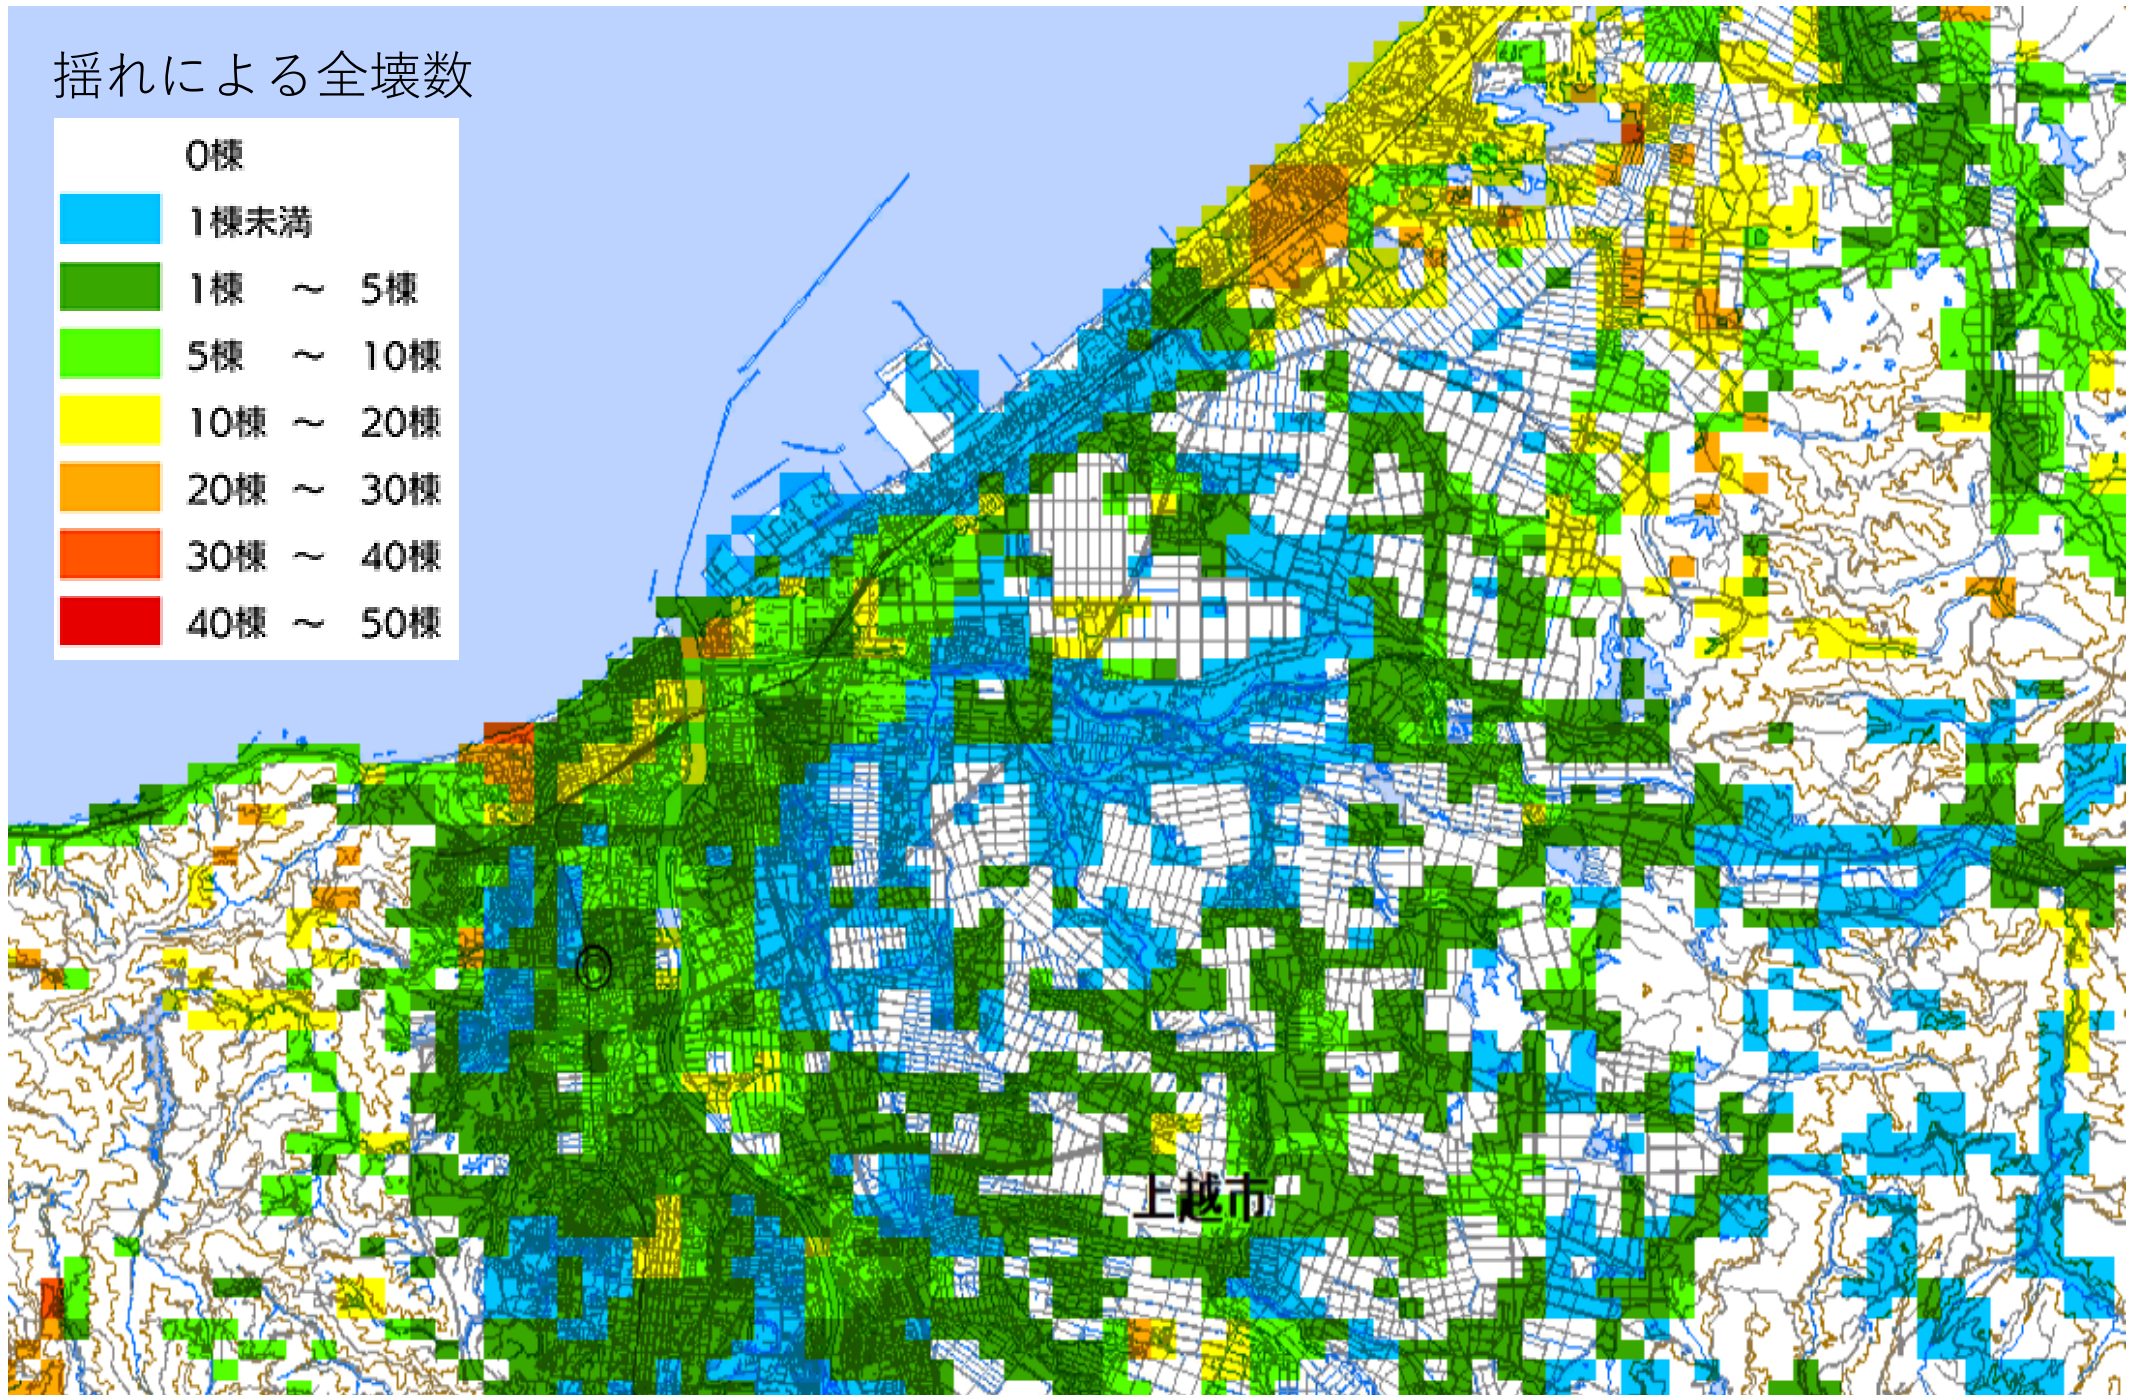 揺れによる全壊数
0棟
1棟未満
1棟 ～ 5棟
5棟 ～ 10棟
10棟 ～ 20棟
20棟 ～ 30棟
30棟 ～ 40棟
40棟 ～ 50棟
上越市